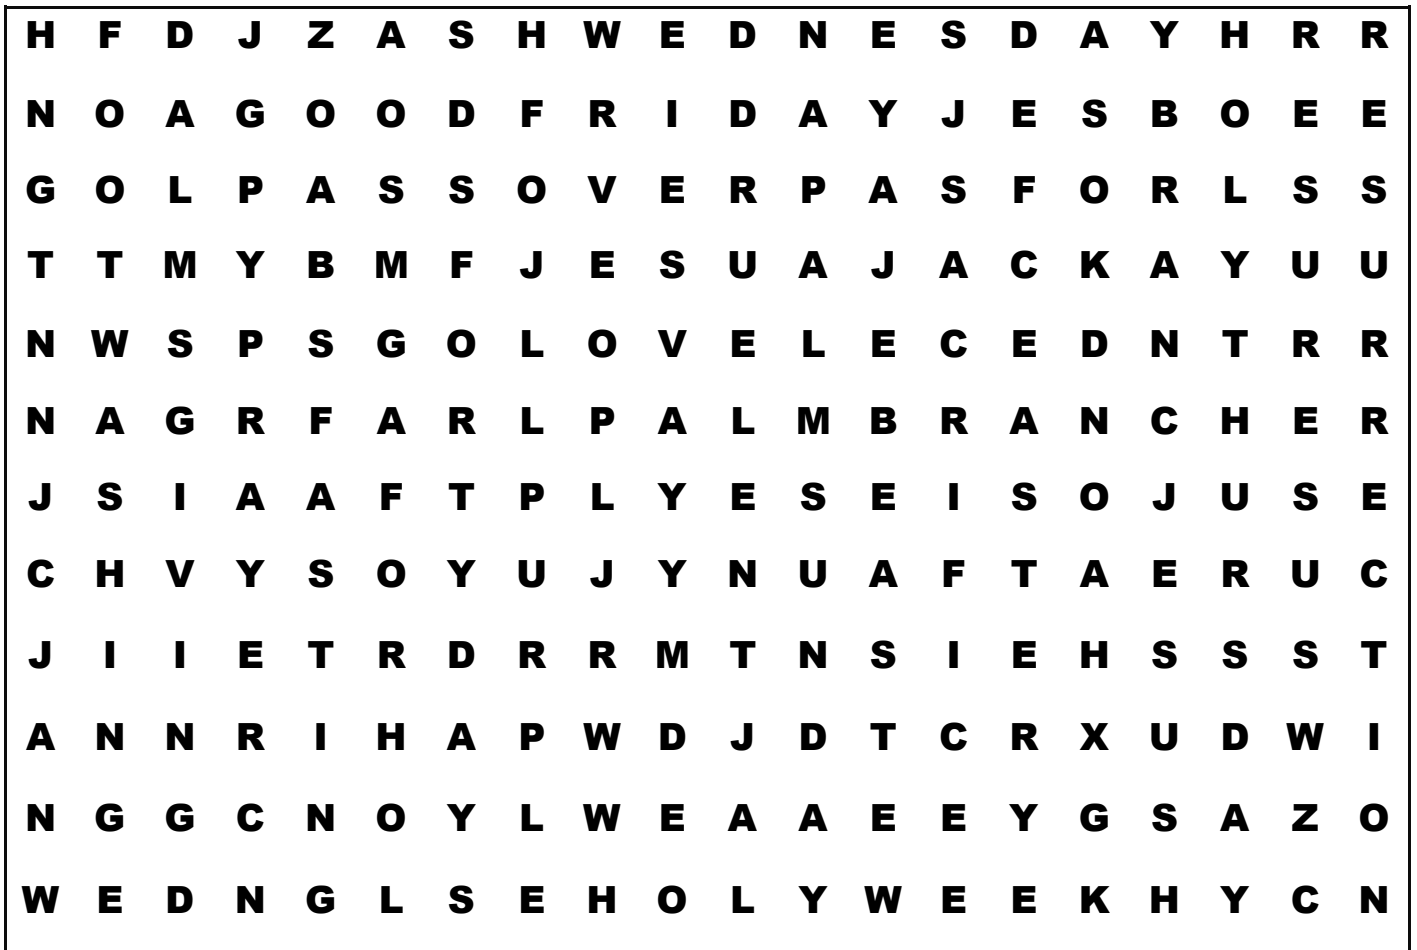 H F D J Z A S H W E D N E S D A Y H R R
N O A G O O D F R I D A Y J E S B O E E
G O L P A S S O V E R P A S F O R L S S
T T M Y B M F J E S U A J A C K A Y U U
N W S P S G O L O V E L E C E D N T R R
N A G R F A R L P A L M B R A N C H E R
J S I A A F T P L Y E S E I S O J U S E
C H V Y S O Y U J Y N U A F T A E R U C
J I I E T R D R R M T N S I E H S S S T
A N N R I H A P W D J D T C R X U D W I
N G G C N O Y L W E A A E E Y G S A Z O
W E D N G L S E H O L Y W E E K H Y C N